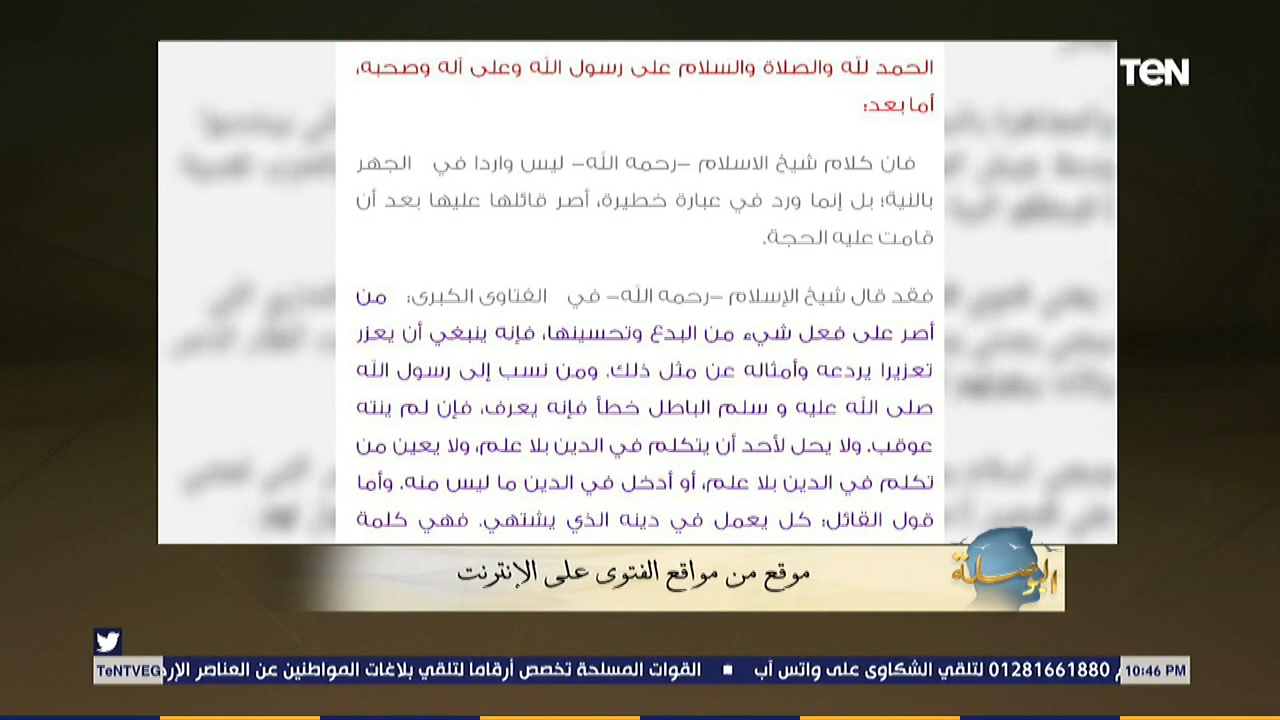 TEN
الحمد لله والصلاة والسلام على رسول الله وعلى آله وصحبه،
أما بعد:
فان كلام شيخ الاسلام -رحمه الله- ليس واردا في الجهر
بالنية؛ بل إنما ورد في عبارة خطيرة، أصر قائلها عليها بعد أن
قامت عليه الحجة.
فقد قال شيخ الإسلام -رحمه الله- في الفتاوى الكبرى: من
أصر على فعل شيء من البدع وتحسينها، فإنه ينبغي أن يعزر
تعزيرا يردعه وأمثاله عن مثل ذلك. ومن نسب إلى رسول الله
صلى الله عليه و سلم الباطل خطأ فإنه يعرف، فإن لم ينته
عوقب. ولا يحل لأحد أن يتكلم في الدين بلا علم، ولا يعين من
تكلم في الدين بلا علم، أو أدخل في الدين ما ليس منه. وأما
قول القائل: كل يعمل في دينه الذي يشتهي. فهي كلمة
البوصلة
موقع من مواقع الفتوى على الإنترنت
10:46 PM
01281661880 لتلقي الشكاوى على واتس آب ■ القوات المسلحة تخصص أرقاما لتلقي بلاغات المواطنين عن العناصر
TeNTVEG